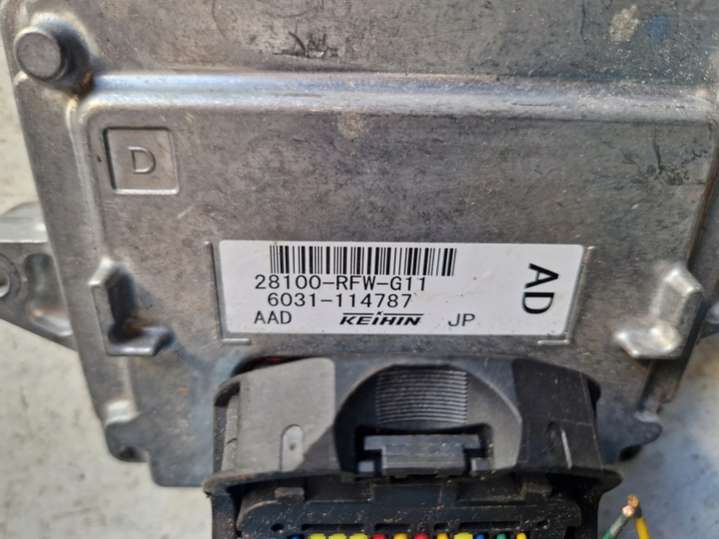 D
28100-RFW-G11
6031-114787
AAD KEIHIN JP
AD